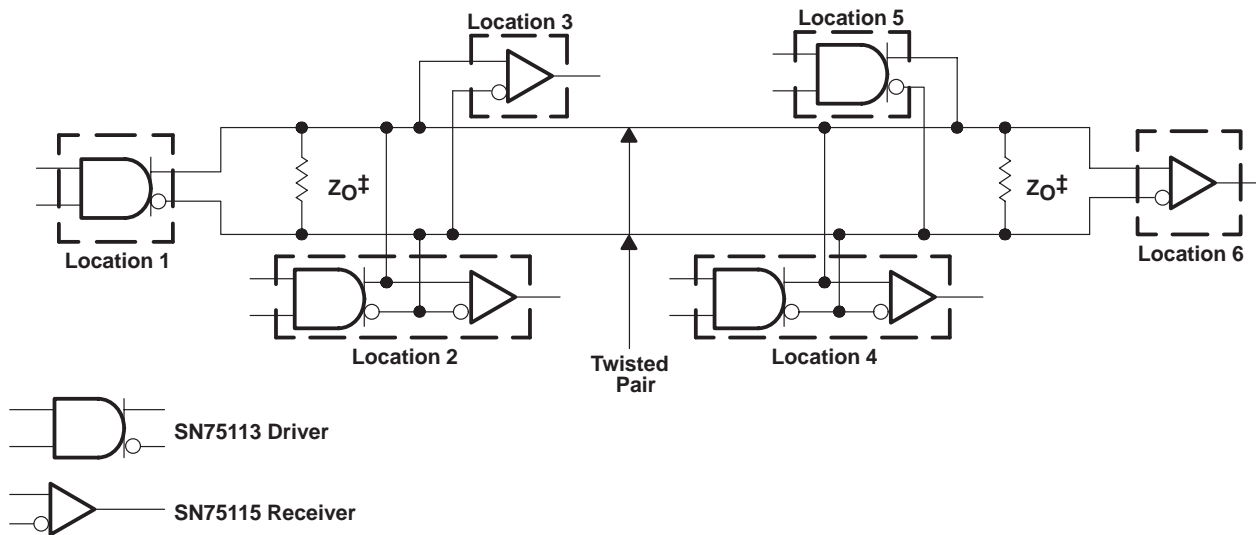 Location 3
Location 5
ZO‡
ZO‡
Location 1
Location 6
Location 2
Location 4
Twisted
Pair
SN75113 Driver
SN75115 Receiver